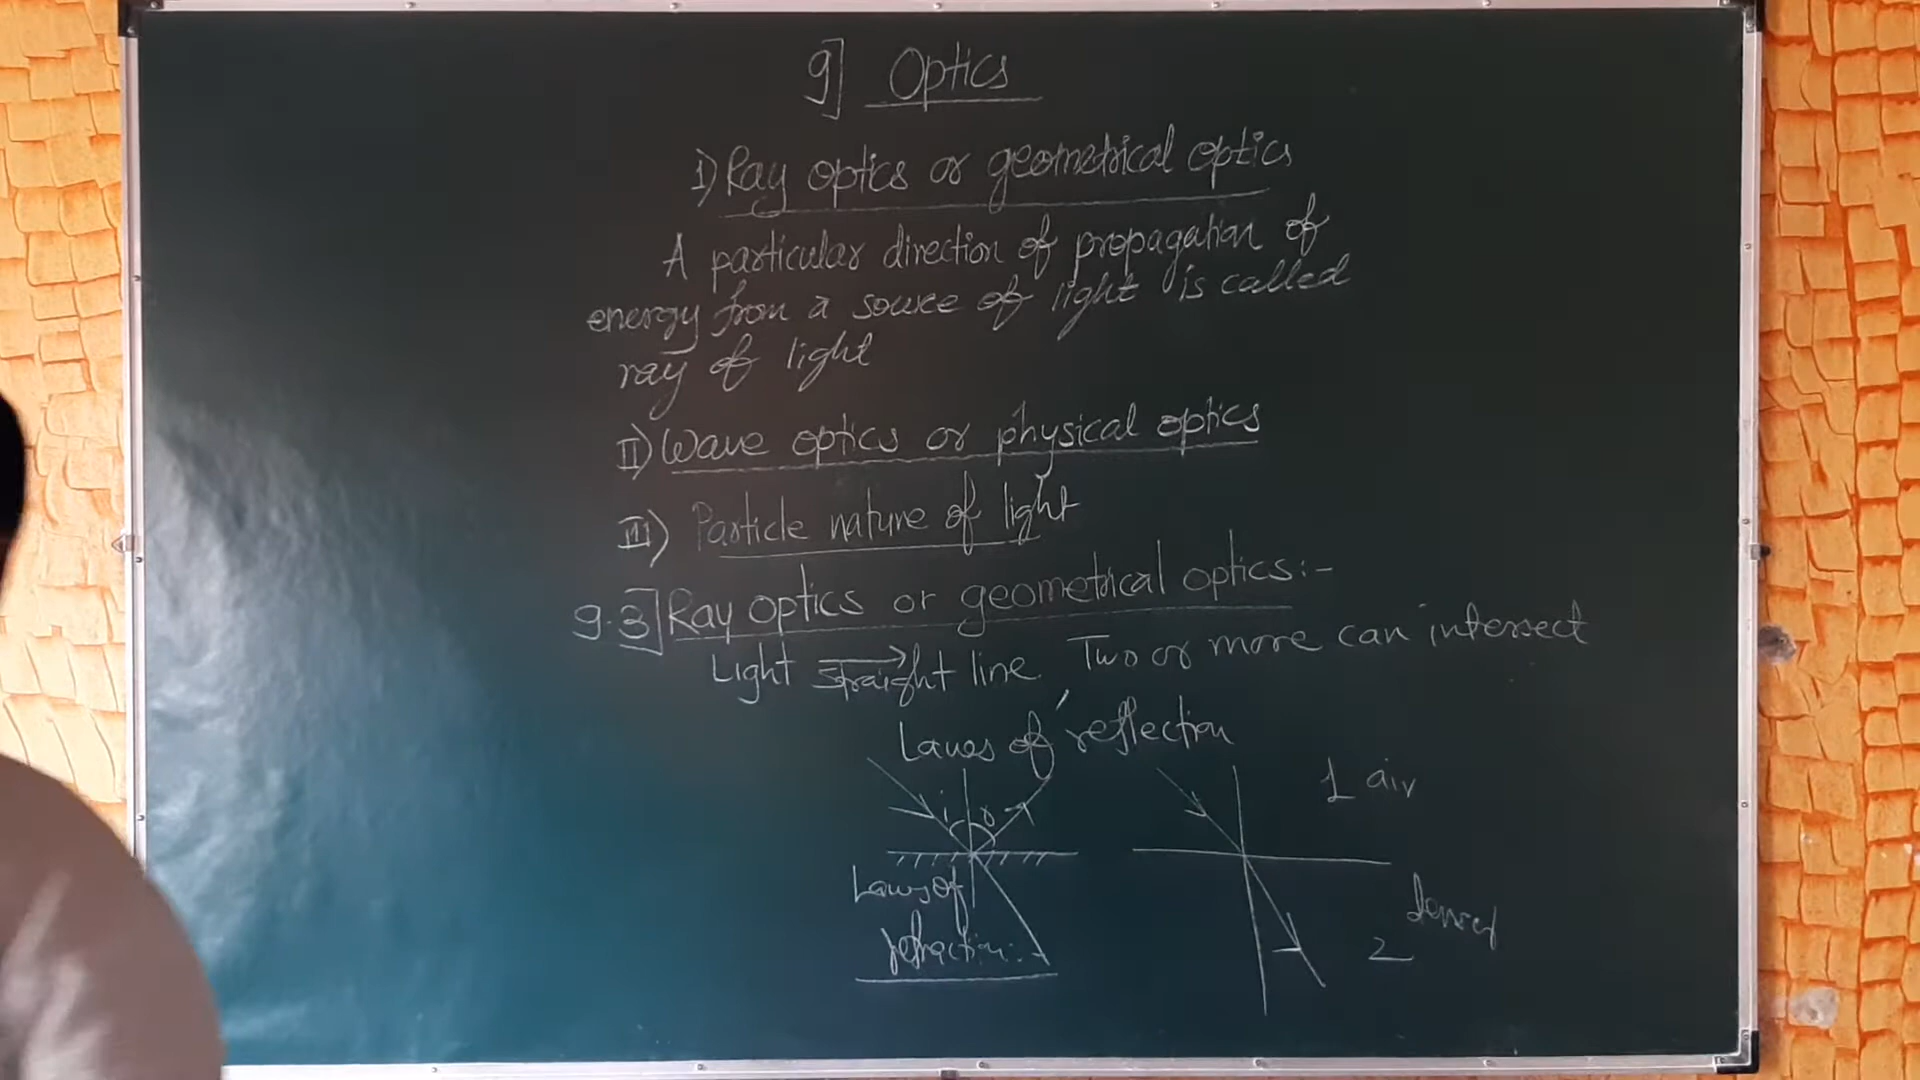 9] Optics
I) Ray optics or geometrical optics
A particular direction of propagation of
energy from a source of light is called
ray of light
II) Wave optics or physical optics
III) Particle nature of light
9.3] Ray optics or geometrical optics:-
Light straight line. Two or more can intersect
Laws of reflection
i r
1 air
Laws of
refraction:
denser
2